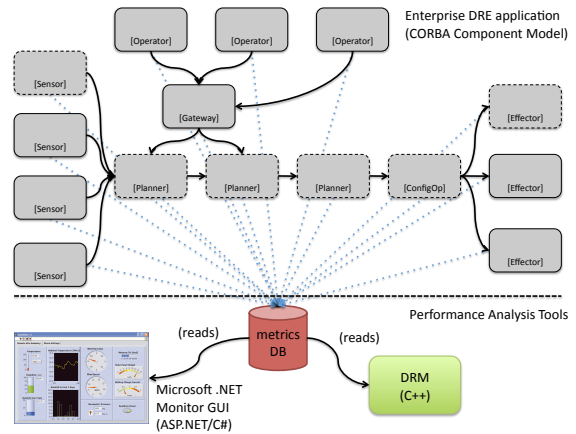 Enterprise DRE application
(CORBA Component Model)
[Operator]
[Operator]
[Operator]
[Sensor]
[Gateway]
[Effector]
[Sensor]
[Planner]
[Planner]
[Planner]
[ConfigOp]
[Effector]
[Sensor]
[Sensor]
[Effector]
Performance Analysis Tools
(reads)
metrics
DB
(reads)
Microsoft .NET
Monitor GUI
(ASP.NET/C#)
DRM
(C++)